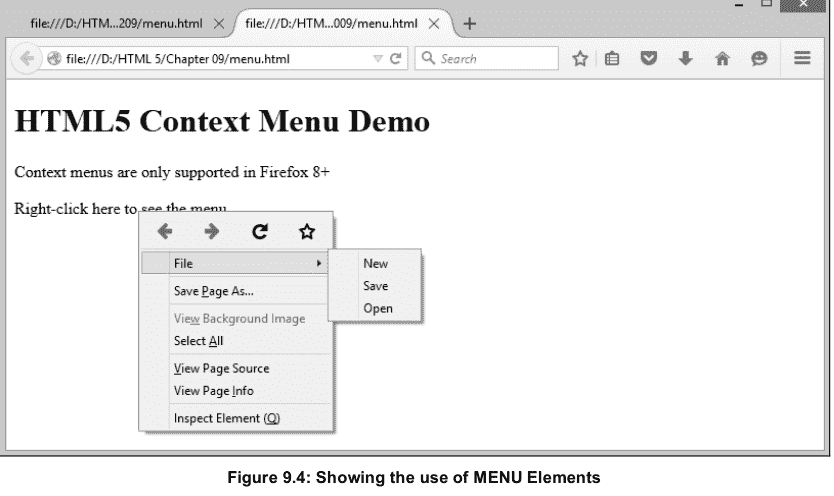 file:///D:/HTM...209/menu.html
file:///D:/HTM...009/menu.html
file:///D:/HTML 5/Chapter 09/menu.html
Search
HTML5 Context Menu Demo
Context menus are only supported in Firefox 8+
Right-click here to see the menu
File
New
Save
Open
Save Page As...
View Background Image
Select All
View Page Source
View Page Info
Inspect Element (Q)
Figure 9.4: Showing the use of MENU Elements